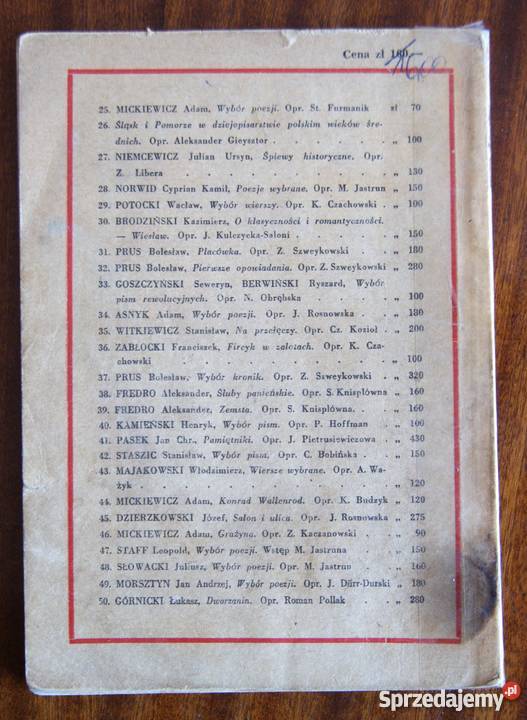 Cena zł 160.—
25. MICKIEWICZ Adam, Wybór poezji. Opr. St. Furmanik zł 70
26. Śląsk i Pomorze w dziejopisarstwie polskim wieków śre-
dnich. Opr. Aleksander Gieysztor . . . . . „ 100
27. NIEMCEWICZ Julian Ursyn, Śpiewy historyczne. Opr.
Z. Libera . . . . . . . . „ 130
28. NORWID Cyprian Kamil, Poezje wybrane. Opr. M. Jastrun „ 150
29. POTOCKI Wacław, Wybór wierszy. Opr. K. Czachowski . „ 100
30. BRODZIŃSKI Kazimierz, O klasyczności i romantyczności.
— Wiesław. Opr. J. Kulczycka-Saloni . . . . „ 150
31. PRUS Bolesław, Placówka. Opr. Z. Szweykowski . . „ 180
32. PRUS Bolesław, Pierwsze opowiadania. Opr. Z. Szweykowski „ 280
33. GOSZCZYŃSKI Seweryn, BERWIŃSKI Ryszard, Wybór
pism rewolucyjnych. Opr. N. Obrębska . . . „ 100
34. ASNYK Adam, Wybór poezji. Opr. J. Rosnowska . . „ 180
35. WITKIEWICZ Stanisław, Na przełęczy. Opr. Cz. Kozioł . „ 200
36. ZABŁOCKI Franciszek, Fircyk w zalotach. Opr. K. Cza-
chowski . . . . . . . . „ 100
37. PRUS Bolesław, Wybór kronik. Opr. Z. Szweykowski . „ 320
38. FREDRO Aleksander, Śluby panieńskie. Opr. S. Knisplówna „ 160
39. FREDRO Aleksander, Zemsta. Opr. S. Knisplówna. . . „ 160
40. KAMIEŃSKI Henryk, Wybór pism. Opr. P. Hoffman . „ 100
41. PASEK Jan Chr., Pamiętniki. Opr. J. Pietrusiewiczowa . „ 430
42. STASZIC Stanisław, Wybór pism. Opr. C. Bobińska . . „ 150
43. MAJAKOWSKI Włodzimierz, Wiersze wybrane. Opr. A. Wa-
żyk . . . . . . . . . „ 120
44. MICKIEWICZ Adam, Konrad Wallenrod. Opr. K. Budzyk „ 120
45. DZIERZKOWSKI Józef, Salon i ulica. Opr. J. Rosnowska „ 275
46. MICKIEWICZ Adam, Grażyna. Opr. Z. Kaczanowski . „ 90
47. STAFF Leopold, Wybór poezji. Wstęp M. Jastruna . . „ 150
48. SŁOWACKI Juliusz, Wybór poezji. Opr. M. Jastrun . „ 160
49. MORSZTYN Jan Andrzej, Wybór poezji. Opr. J. Dürr-Durski „ 180
50. GÓRNICKI Łukasz, Dworzanin. Opr. Roman Pollak . . „ 280
Sprzedajemy.pl